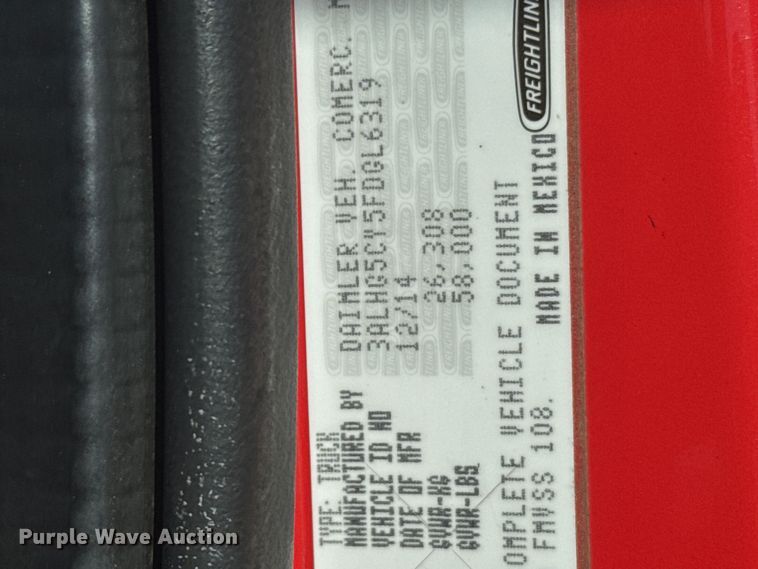 TYPE: TRUCK
MANUFACTURED BY DAIMLER VEH. COMERC.
VEHICLE ID NO 3ALHG5CY5FDGL6319
DATE OF MFR 12/14
GVWR-KG 26,308
GVWR-LBS 58,000
OMPLETE VEHICLE DOCUMENT
FMVSS 108. MADE IN MEXICO
FREIGHTLIN
Purple Wave Auction